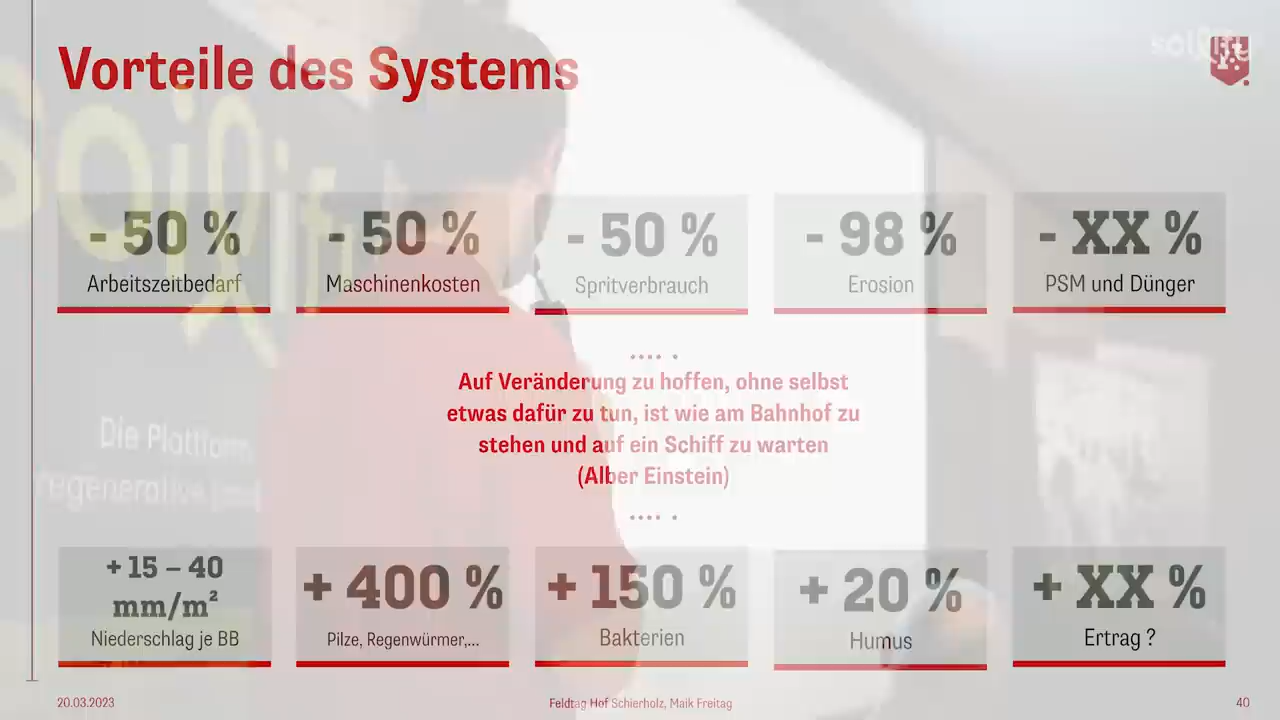 Vorteile des Systems
- 50 %
Arbeitszeitbedarf
- 50 %
Maschinenkosten
- 50 %
Spritverbrauch
- 98 %
Erosion
- XX %
PSM und Dünger
Auf Veränderung zu hoffen, ohne selbst
etwas dafür zu tun, ist wie am Bahnhof zu
stehen und auf ein Schiff zu warten
(Alber Einstein)
Die Plattform
+ 15 – 40
mm/m²
Niederschlag je BB
+ 400 %
Pilze, Regenwürmer,...
+ 150 %
Bakterien
+ 20 %
Humus
+ XX %
Ertrag ?
20.03.2023
Feldtag Hof Schierholz, Maik Freitag
40